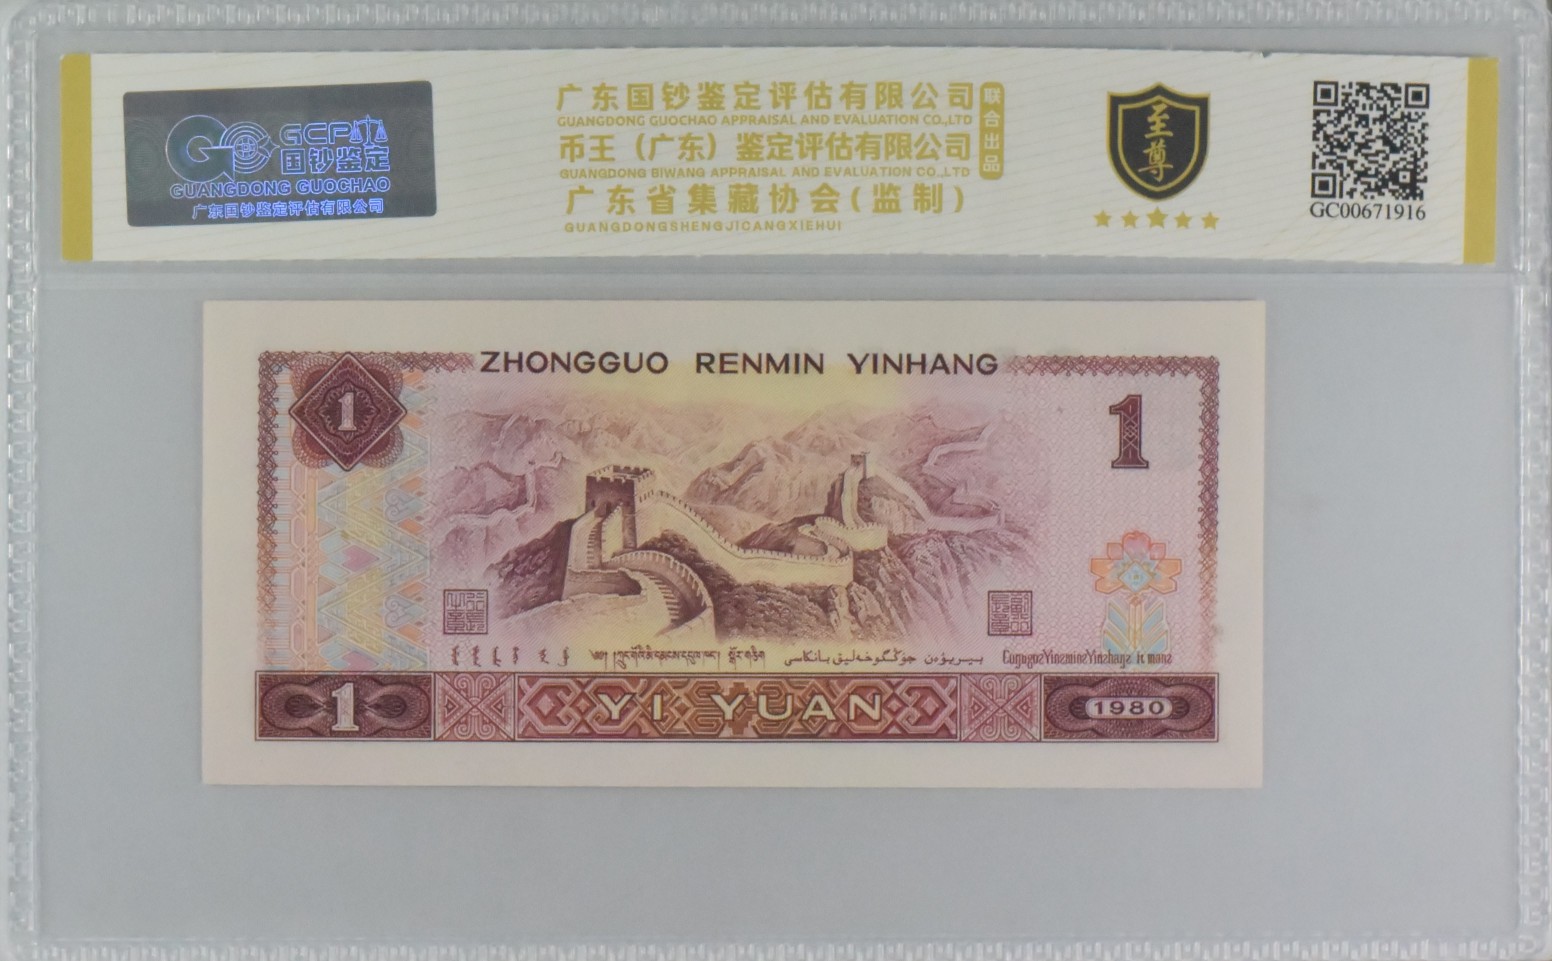 GCP
国钞鉴定
GUANGDONG GUOCHAO
广东国钞鉴定评估有限公司
广东国钞鉴定评估有限公司
GUANGDONG GUOCHAO APPRAISAL AND EVALUATION CO.,LTD
币王（广东）鉴定评估有限公司
GUANGDONG BIWANG APPRAISAL AND EVALUATION CO.,LTD
广东省集藏协会(监制)
GUANGDONGSHENGJICANGXIEHUI
联合出品
至尊
GC00671916
ZHONGGUO RENMIN YINHANG
1
1
1 YI YUAN 1980